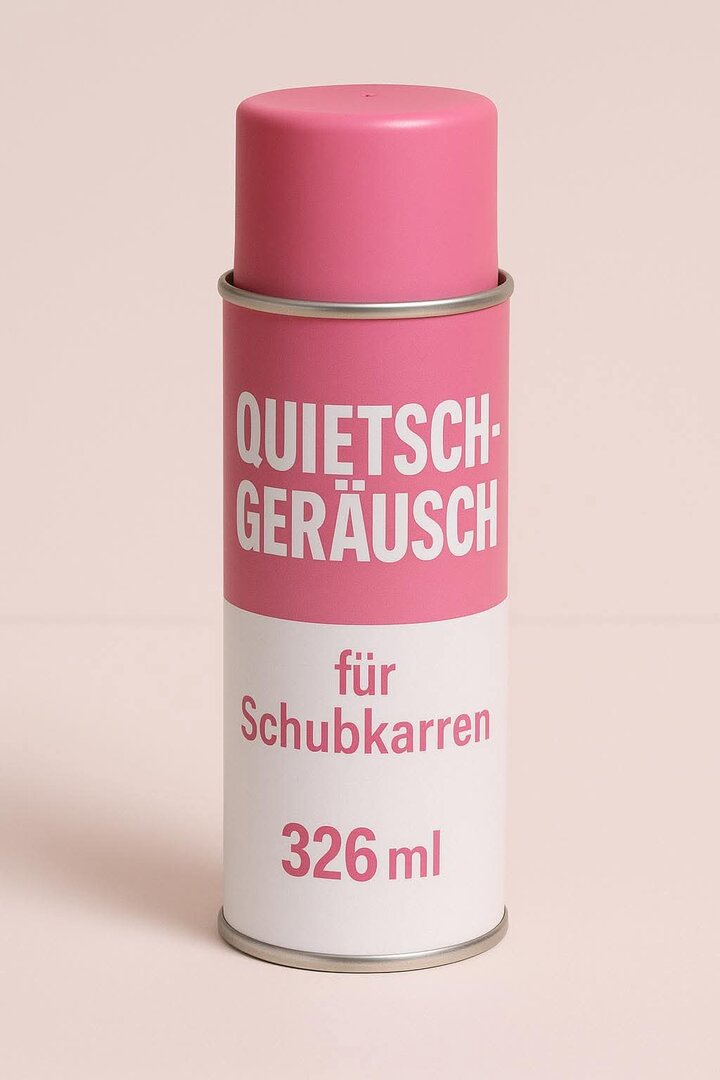 QUIETSCH-
GERÄUSCH
für
Schubkarren
326 ml